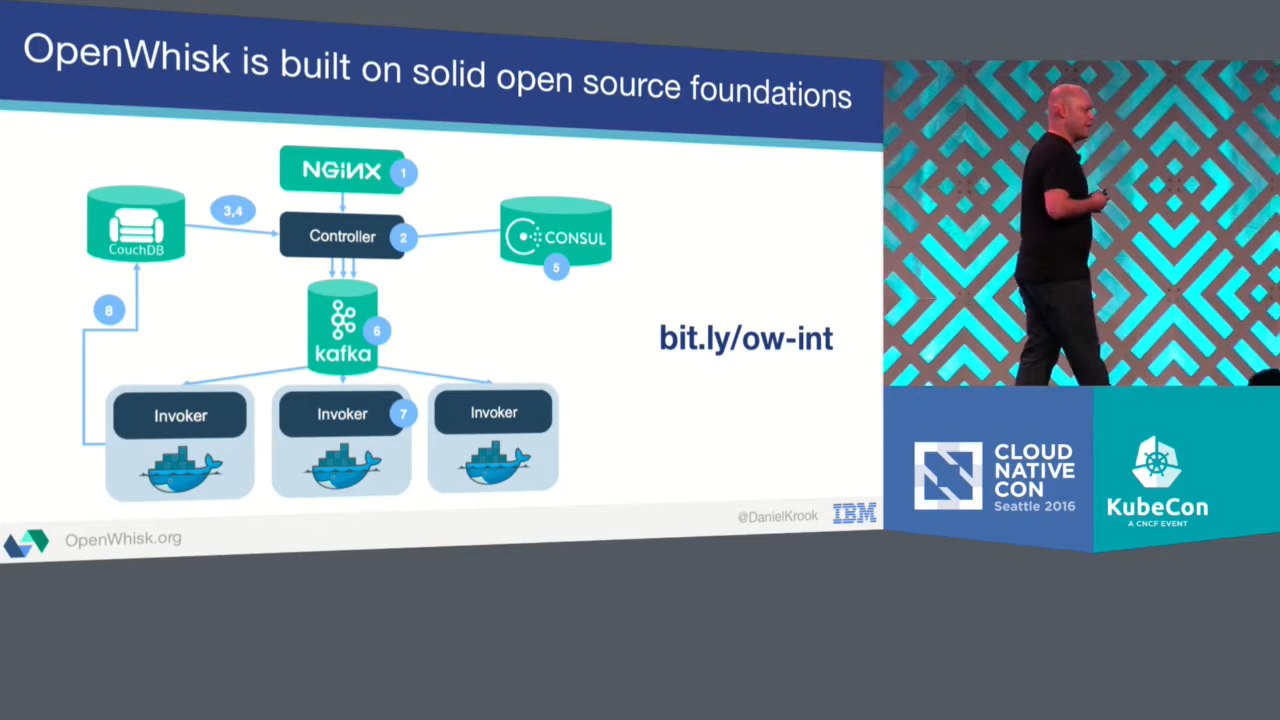 OpenWhisk is built on solid open source foundations
NGiNX
1
3,4
CouchDB
Controller
2
CONSUL
5
8
kafka
6
bit.ly/ow-int
Invoker
Invoker
7
Invoker
OpenWhisk.org
@DanielKrook
IBM
CLOUD
NATIVE
CON
Seattle 2016
KubeCon
A CNCF EVENT